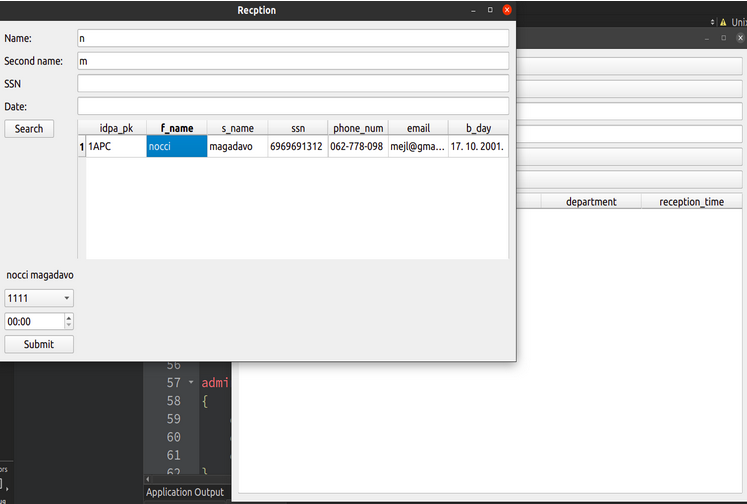 Recption
Unix
Name:
n
Second name:
m
SSN
Date:
Search
idpa_pk f_name s_name ssn phone_num email b_day
1 1APC nocci magadavo 6969691312 062-778-098 mejl@gma... 17. 10. 2001.
department reception_time
nocci magadavo
1111
00:00
Submit
56
57 admi
58 {
59
60
61
62 }
ors
],
Application Output